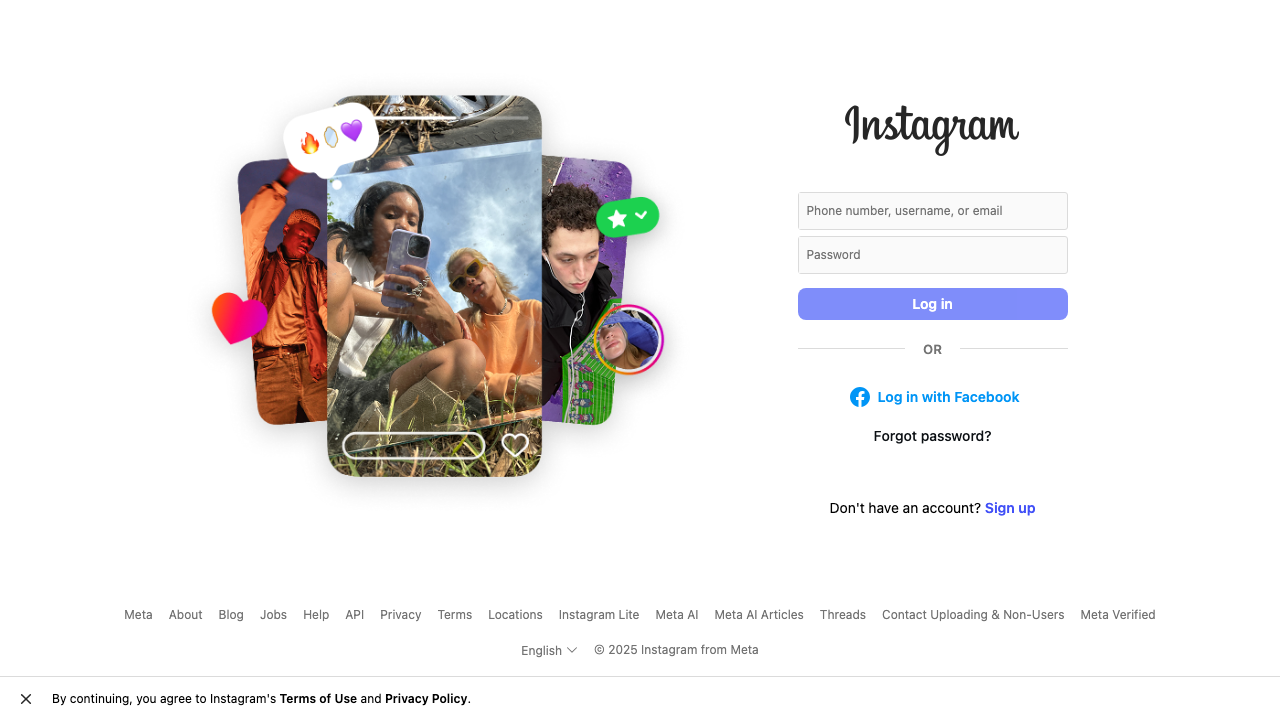 Instagram
Phone number, username, or email
Password
Log in
OR
Log in with Facebook
Forgot password?
Don't have an account? Sign up
Meta About Blog Jobs Help API Privacy Terms Locations Instagram Lite Meta AI Meta AI Articles Threads Contact Uploading & Non-Users Meta Verified
English © 2025 Instagram from Meta
By continuing, you agree to Instagram's Terms of Use and Privacy Policy.